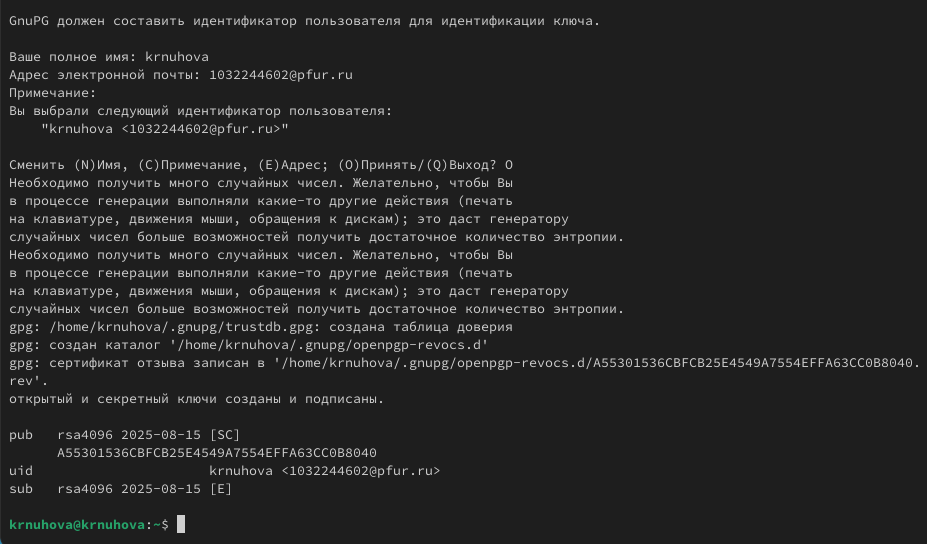 GnuPG должен составить идентификатор пользователя для идентификации ключа.
Ваше полное имя: krnuhova
Адрес электронной почты: 1032244602@pfur.ru
Примечание:
Вы выбрали следующий идентификатор пользователя:
"krnuhova <1032244602@pfur.ru>"
Сменить (N)Имя, (C)Примечание, (E)Адрес; (O)Принять/(Q)Выход? O
Необходимо получить много случайных чисел. Желательно, чтобы Вы
в процессе генерации выполняли какие-то другие действия (печать
на клавиатуре, движения мыши, обращения к дискам); это даст генератору
случайных чисел больше возможностей получить достаточное количество энтропии.
Необходимо получить много случайных чисел. Желательно, чтобы Вы
в процессе генерации выполняли какие-то другие действия (печать
на клавиатуре, движения мыши, обращения к дискам); это даст генератору
случайных чисел больше возможностей получить достаточное количество энтропии.
gpg: /home/krnuhova/.gnupg/trustdb.gpg: создана таблица доверия
gpg: создан каталог '/home/krnuhova/.gnupg/openpgp-revocs.d'
gpg: сертификат отзыва записан в '/home/krnuhova/.gnupg/openpgp-revocs.d/A55301536CBFCB25E4549A7554EFFA63CC0B8040.
rev'.
открытый и секретный ключи созданы и подписаны.
pub   rsa4096 2025-08-15 [SC]
A55301536CBFCB25E4549A7554EFFA63CC0B8040
uid                      krnuhova <1032244602@pfur.ru>
sub   rsa4096 2025-08-15 [E]
krnuhova@krnuhova:~$